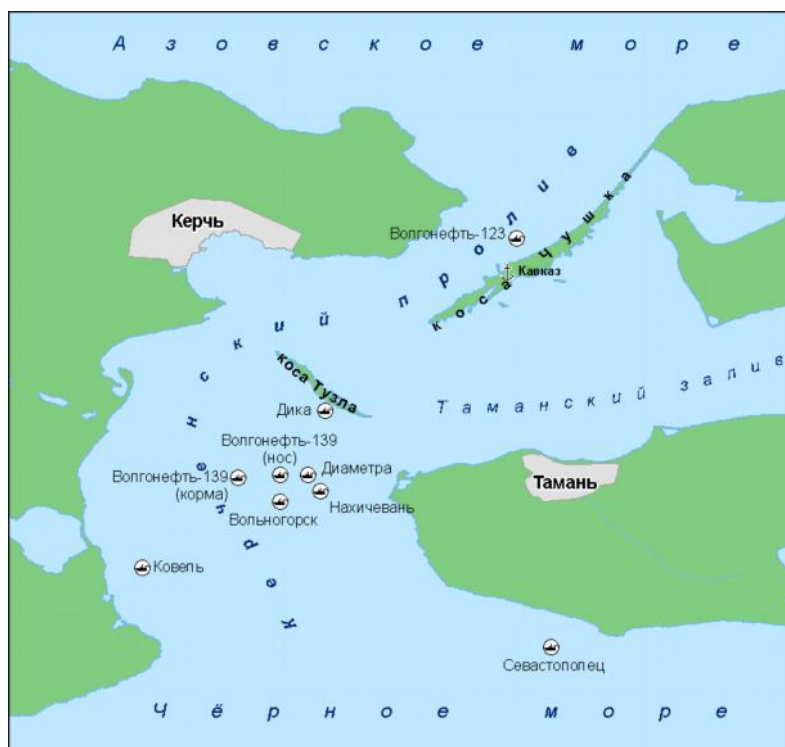 Азовское море
Керченский пролив
Керчь
Волгонефть-123
коса Чушка
Кавказ
коса Тузла
Таманский залив
Дика
Волгонефть-139
(нос)
Волгонефть-139
(корма)
Диаметра
Нахичевань
Вольногорск
Тамань
Ковель
Севастополец
Чёрное море